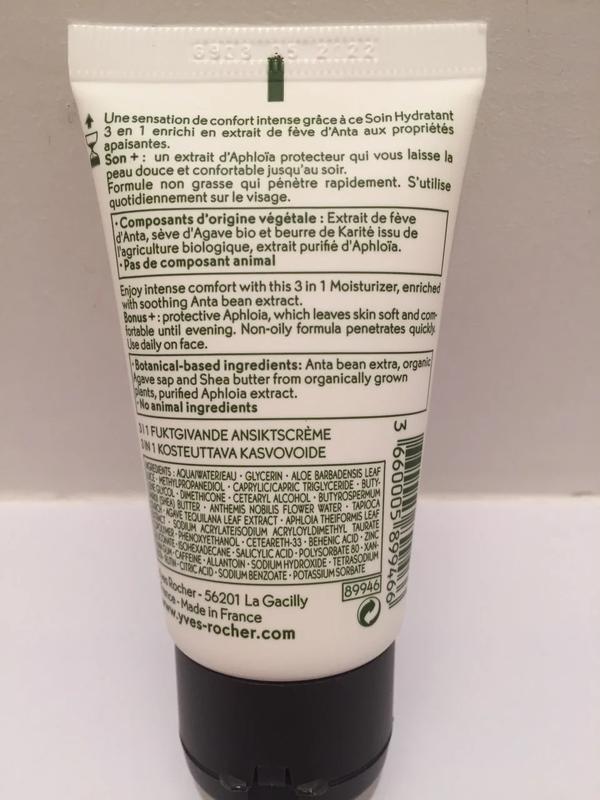 Une sensation de confort intense grâce à ce Soin Hydratant
3 en 1 enrichi en extrait de fève d'Anta aux propriétés
apaisantes.
Son + : un extrait d'Aphloïa protecteur qui vous laisse la
peau douce et confortable jusqu'au soir.
Formule non grasse qui pénètre rapidement. S'utilise
quotidiennement sur le visage.
• Composants d'origine végétale : Extrait de fève
d'Anta, sève d'Agave bio et beurre de Karité issu de
l'agriculture biologique, extrait purifié d'Aphloïa.
• Pas de composant animal
Enjoy intense comfort with this 3 in 1 Moisturizer, enriched
with soothing Anta bean extract.
Bonus + : protective Aphloia, which leaves skin soft and com-
fortable until evening. Non-oily formula penetrates quickly.
Use daily on face.
• Botanical-based ingredients: Anta bean extra, organic
Agave sap and Shea butter from organically grown
plants, purified Aphloia extract.
• No animal ingredients
3 I 1 FUKTGIVANDE ANSIKTSCRÈME
3 IN 1 KOSTEUTTAVA KASVOVOIDE
INGREDIENTS : AQUA/WATER/EAU • GLYCERIN • ALOE BARBADENSIS LEAF
JUICE • METHYLPROPANEDIOL • CAPRYLIC/CAPRIC TRIGLYCERIDE • BUTY-
GLYCOL • DIMETHICONE • CETEARYL ALCOHOL • BUTYROSPERMUM
(SHEA) BUTTER • ANTHEMIS NOBILIS FLOWER WATER • TAPIOCA
• AGAVE TEQUILANA LEAF EXTRACT • APHLOIA THEIFORMIS LEAF
• SODIUM ACRYLATE/SODIUM ACRYLOYLDIMETHYL TAURATE
• PHENOXYETHANOL • CETEARETH-33 • BEHENIC ACID • ZINC
• ISOHEXADECANE • SALICYLIC ACID • POLYSORBATE 80 • XAN-
• CAFFEINE • ALLANTOIN • SODIUM HYDROXIDE • TETRASODIUM
• CITRIC ACID • SODIUM BENZOATE • POTASSIUM SORBATE
Rocher - 56201 La Gacilly
- Made in France
www.yves-rocher.com
89946
3 660005 899466